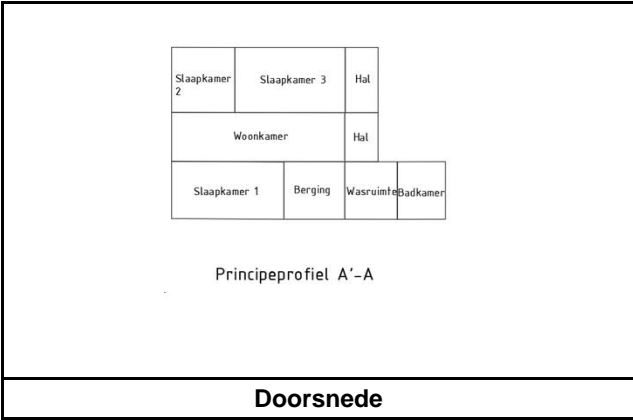 Slaapkamer
2
Slaapkamer 3
Hal
Woonkamer
Hal
Slaapkamer 1
Berging
Wasruimte
Badkamer
Principeprofiel A'-A
Doorsnede